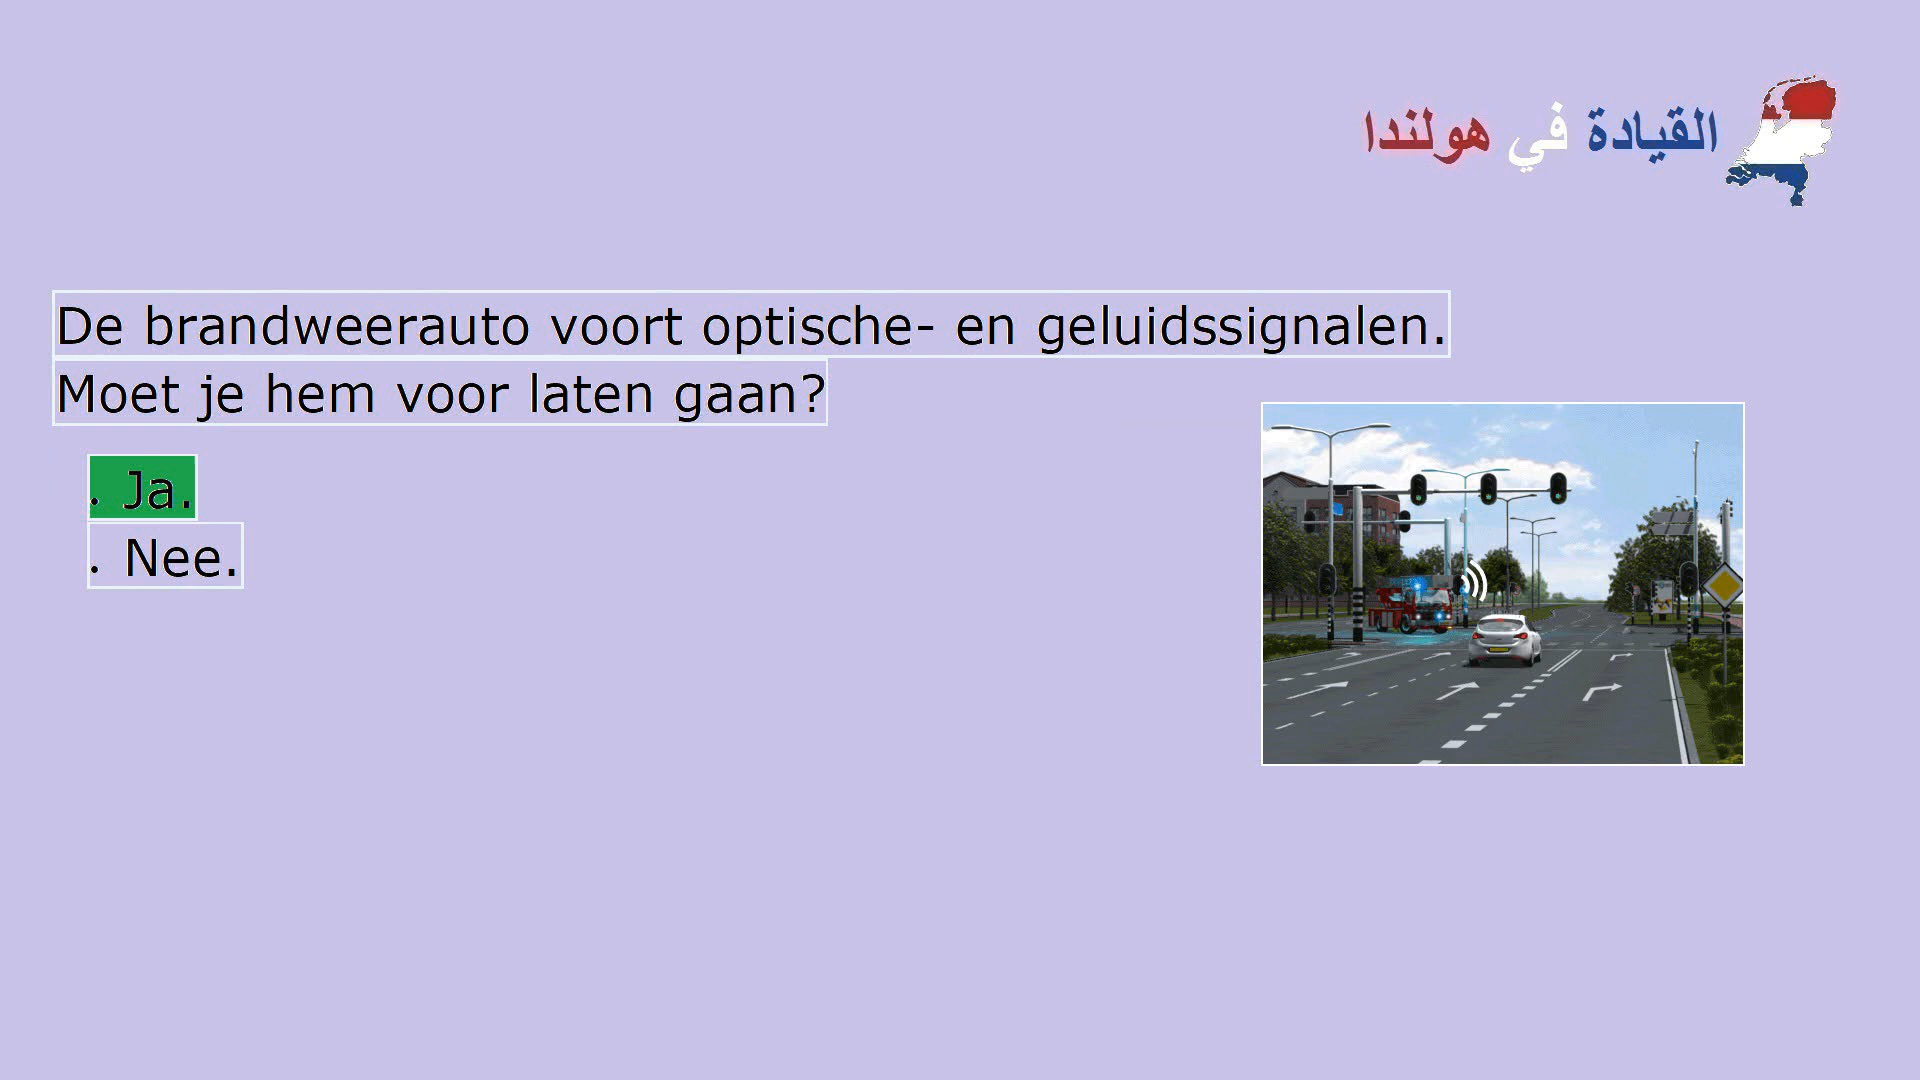 القيادة في هولندا
De brandweerauto voort optische- en geluidssignalen.
Moet je hem voor laten gaan?
• Ja.
• Nee.